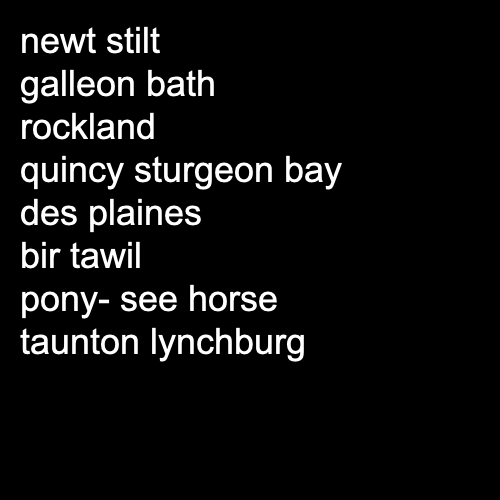 newt stilt
galleon bath
rockland
quincy sturgeon bay
des plaines
bir tawil
pony- see horse
taunton lynchburg